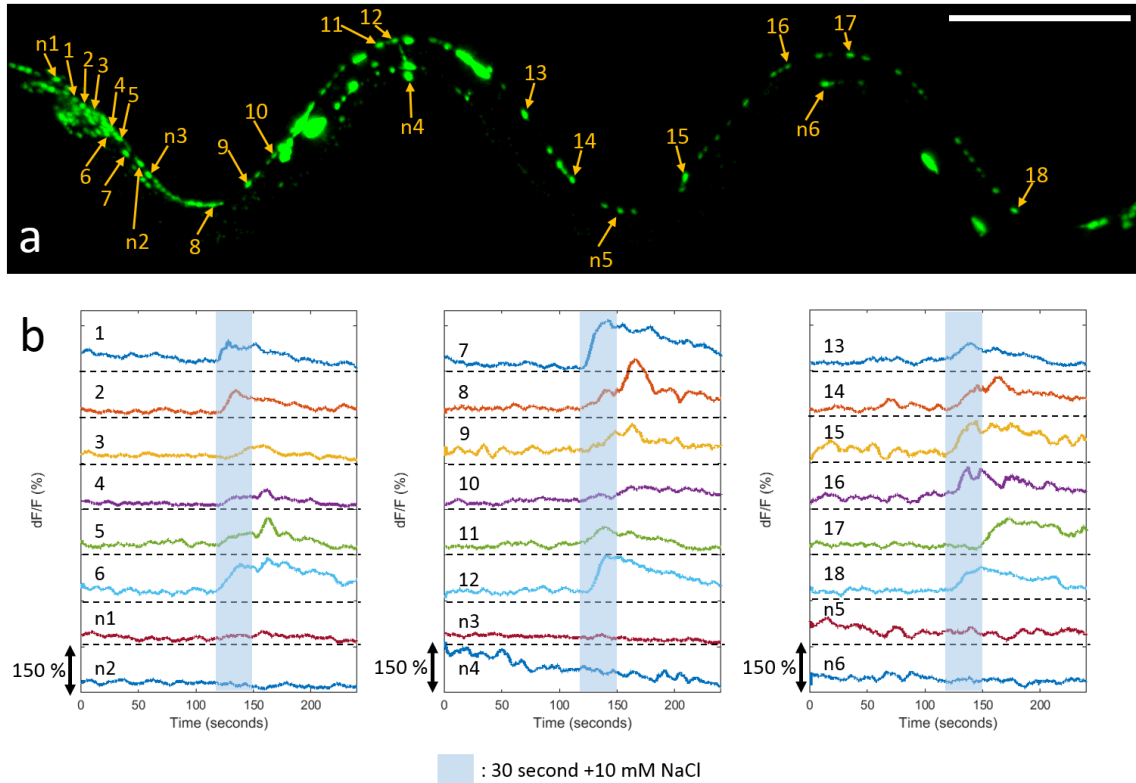 n1
1
2
3
4
5
n3
6
7
n2
8
9
10
11
12
n4
13
14
n5
15
16
17
n6
18
a
b
1
2
3
4
5
6
n1
n2
dF/F (%)
150 %
0 50 100 150 200
Time (seconds)
7
8
9
10
11
12
n3
n4
dF/F (%)
150 %
0 50 100 150 200
Time (seconds)
13
14
15
16
17
18
n5
n6
dF/F (%)
150 %
0 50 100 150 200
Time (seconds)
: 30 second +10 mM NaCl